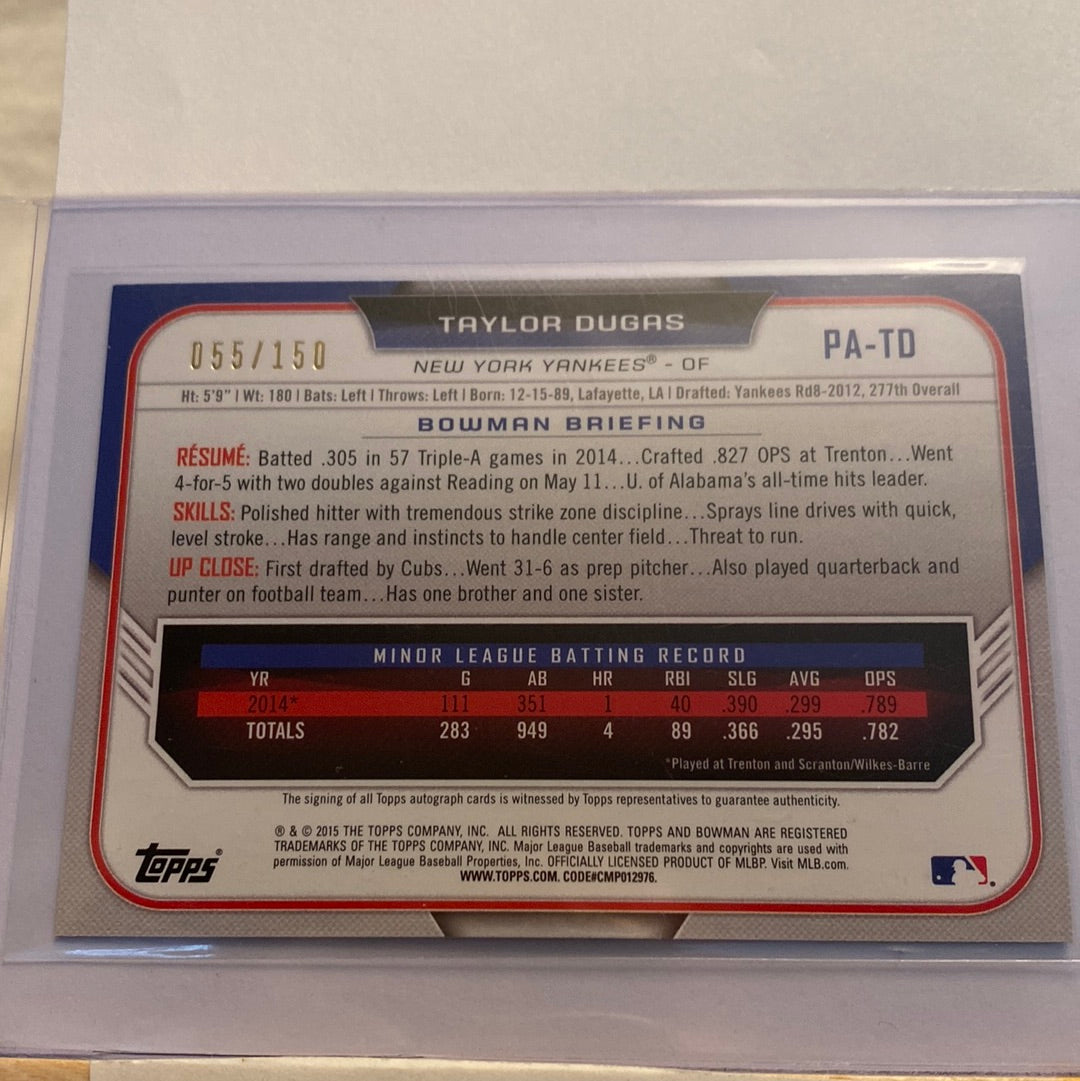 TAYLOR DUGAS
055/150
PA-TD
NEW YORK YANKEES® - OF
Ht: 5'9" | Wt: 180 | Bats: Left | Throws: Left | Born: 12-15-89, Lafayette, LA | Drafted: Yankees Rd8-2012, 277th Overall
BOWMAN BRIEFING
RÉSUMÉ: Batted .305 in 57 Triple-A games in 2014...Crafted .827 OPS at Trenton...Went
4-for-5 with two doubles against Reading on May 11...U. of Alabama's all-time hits leader.
SKILLS: Polished hitter with tremendous strike zone discipline...Sprays line drives with quick,
level stroke...Has range and instincts to handle center field...Threat to run.
UP CLOSE: First drafted by Cubs...Went 31-6 as prep pitcher...Also played quarterback and
punter on football team...Has one brother and one sister.
MINOR LEAGUE BATTING RECORD
YR G AB HR RBI SLG AVG OPS
2014* 111 351 1 40 .390 .299 .789
TOTALS 283 949 4 89 .366 .295 .782
*Played at Trenton and Scranton/Wilkes-Barre
The signing of all Topps autograph cards is witnessed by Topps representatives to guarantee authenticity.
® & © 2015 THE TOPPS COMPANY, INC. ALL RIGHTS RESERVED. TOPPS AND BOWMAN ARE REGISTERED
TRADEMARKS OF THE TOPPS COMPANY, INC. Major League Baseball trademarks and copyrights are used with
permission of Major League Baseball Properties, Inc. OFFICIALLY LICENSED PRODUCT OF MLBP. Visit MLB.com.
WWW.TOPPS.COM. CODE#CMP012976.
Topps®